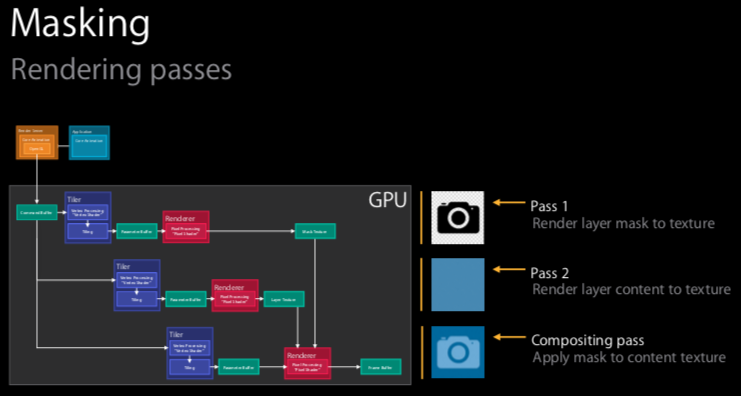 Masking
Rendering passes
Render Server
Core Animation
OpenGL
Application
Core Animation
GPU
Command Buffer
Tiler
Vertex Processing
"Vertex Shader"
Tiling
Parameter Buffer
Renderer
Pixel Processing
"Pixel Shader"
Mask Texture
Pass 1
Render layer mask to texture
Tiler
Vertex Processing
"Vertex Shader"
Tiling
Parameter Buffer
Renderer
Pixel Processing
"Pixel Shader"
Layer Texture
Pass 2
Render layer content to texture
Tiler
Vertex Processing
"Vertex Shader"
Tiling
Parameter Buffer
Renderer
Pixel Processing
"Pixel Shader"
Frame Buffer
Compositing pass
Apply mask to content texture